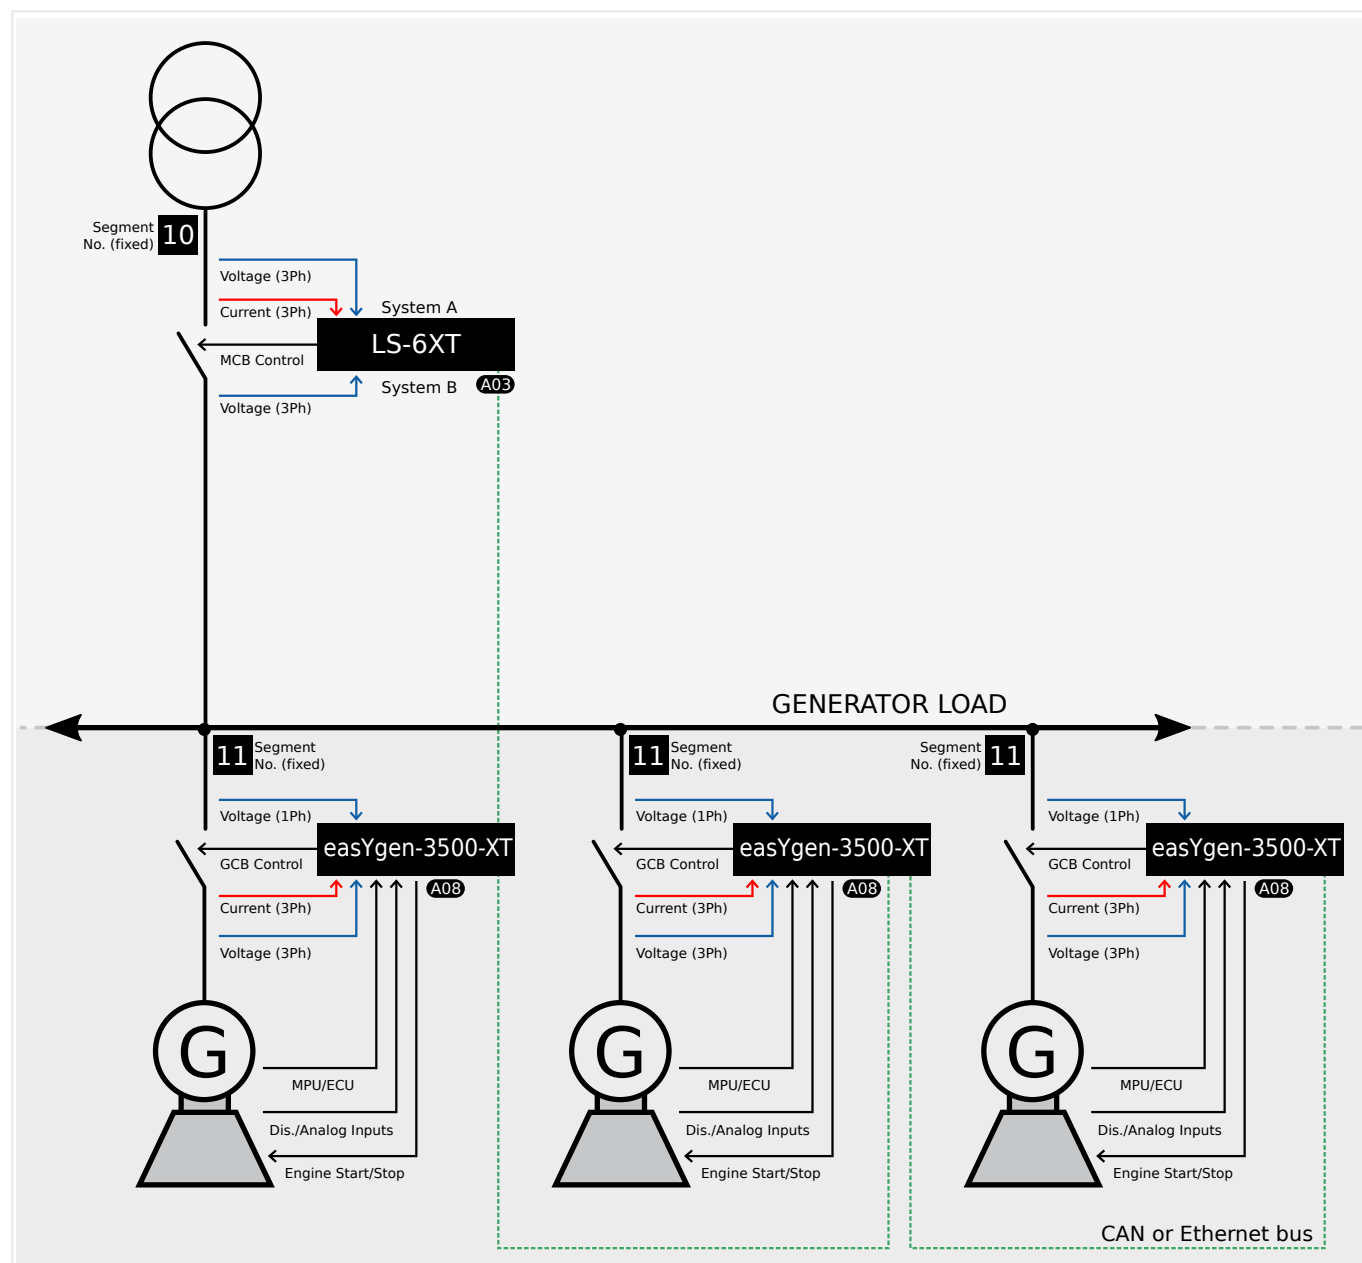 Segment
No. (fixed)
10
Voltage (3Ph)
Current (3Ph)
System A
LS-6XT
MCB Control
System B
A03
Voltage (3Ph)
GENERATOR LOAD
11
Segment
No. (fixed)
Voltage (1Ph)
easYgen-3500-XT
GCB Control
A08
Current (3Ph)
Voltage (3Ph)
G
MPU/ECU
Dis./Analog Inputs
Engine Start/Stop
11
Segment
No. (fixed)
Voltage (1Ph)
easYgen-3500-XT
GCB Control
A08
Current (3Ph)
Voltage (3Ph)
G
MPU/ECU
Dis./Analog Inputs
Engine Start/Stop
Segment
No. (fixed)
11
Voltage (1Ph)
easYgen-3500-XT
GCB Control
A08
Current (3Ph)
Voltage (3Ph)
G
MPU/ECU
Dis./Analog Inputs
Engine Start/Stop
CAN or Ethernet bus